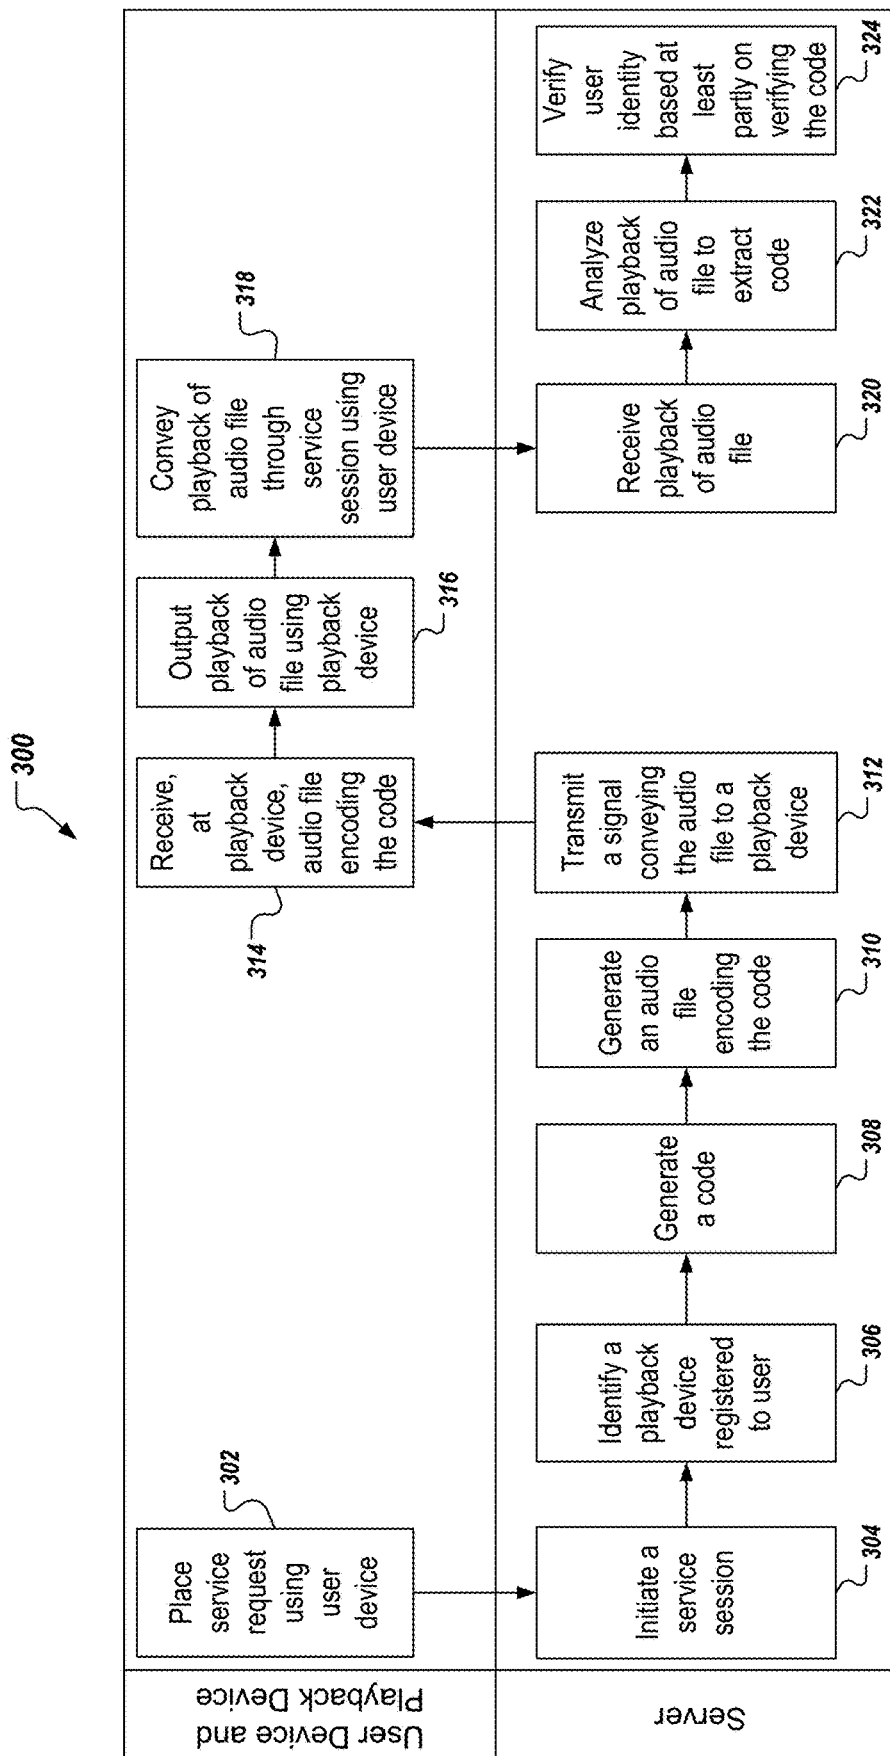 300
User Device and
Playback Device
Place
service
request
using
user
device
302
Receive,
at
playback
device,
audio file
encoding
the code
314
Output
playback
of audio
file using
playback
device
316
Convey
playback of
audio file
through
service
session using
user device
318
Server
Initiate a
service
session
304
Identify a
playback
device
registered
to user
306
Generate
a code
308
Generate
an audio
file
encoding
the code
310
Transmit
a signal
conveying
the audio
file to a
playback
device
312
Receive
playback
of audio
file
320
Analyze
playback
of audio
file to
extract
code
322
Verify
user
identity
based at
least
partly on
verifying
the code
324